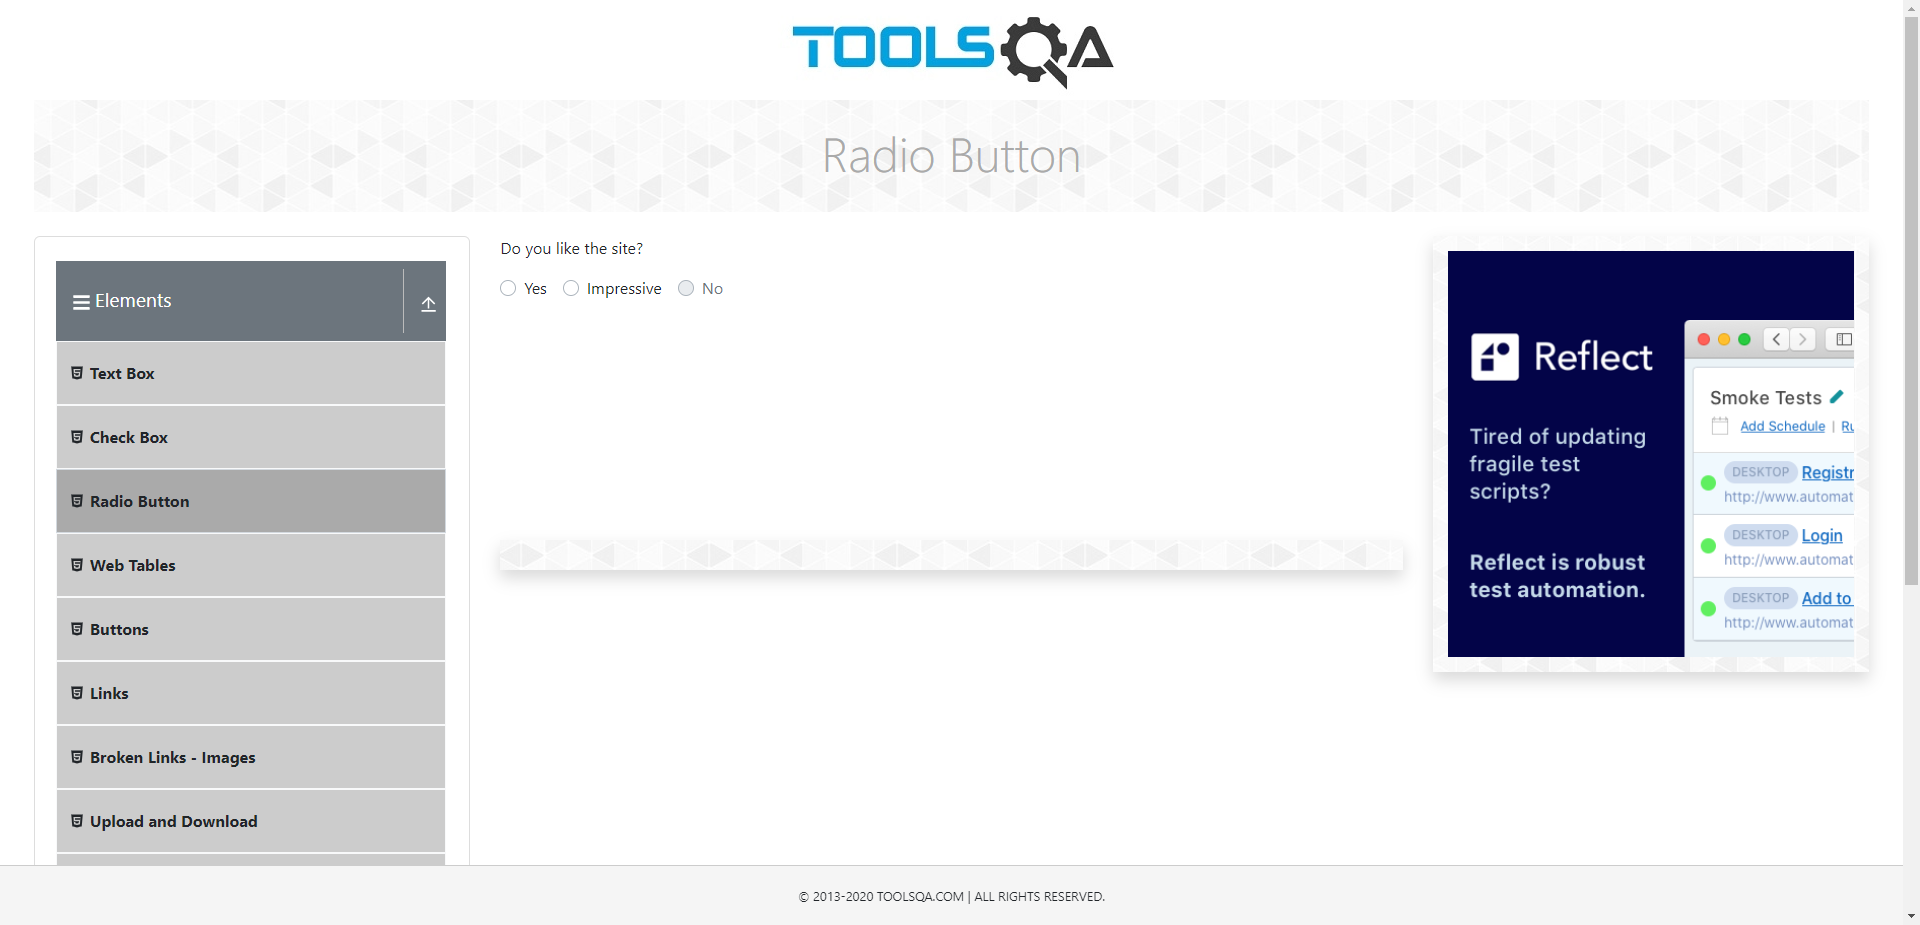 TOOLSQA
Radio Button
Elements
Text Box
Check Box
Radio Button
Web Tables
Buttons
Links
Broken Links - Images
Upload and Download
Do you like the site?
Yes Impressive No
Reflect
Tired of updating
fragile test
scripts?
Reflect is robust
test automation.
Smoke Tests
Add Schedule | Ru
DESKTOP Registr
http://www.automat
DESKTOP Login
http://www.automat
DESKTOP Add to
http://www.automat
© 2013-2020 TOOLSQA.COM | ALL RIGHTS RESERVED.